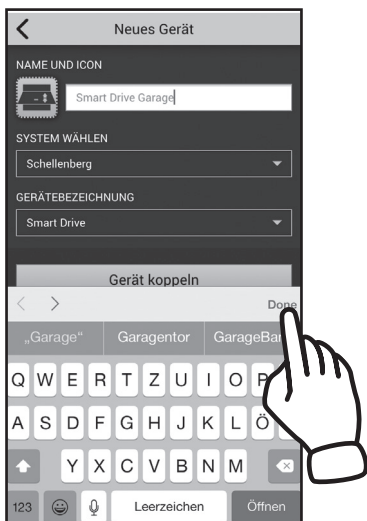 Neues Gerät
NAME UND ICON
Smart Drive Garage
SYSTEM WÄHLEN
Schellenberg
GERÄTEBEZEICHNUNG
Smart Drive
Gerät koppeln
Done
„Garage“ Garagentor
Q W E R T Z U I O P
A S D F G H J K L Ö
Y X C V B N M
123 Leerzeichen Öffnen